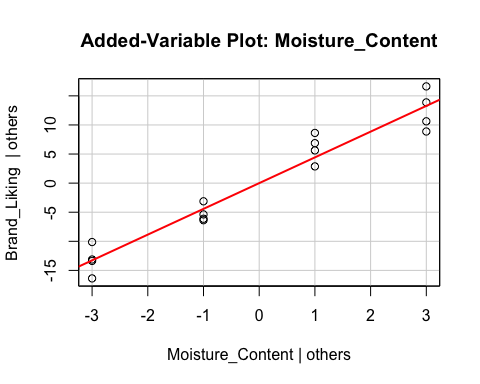 Added-Variable Plot: Moisture_Content
Brand_Liking | others
10
5
0
-5
-15
-3 -2 -1 0 1 2 3
Moisture_Content | others